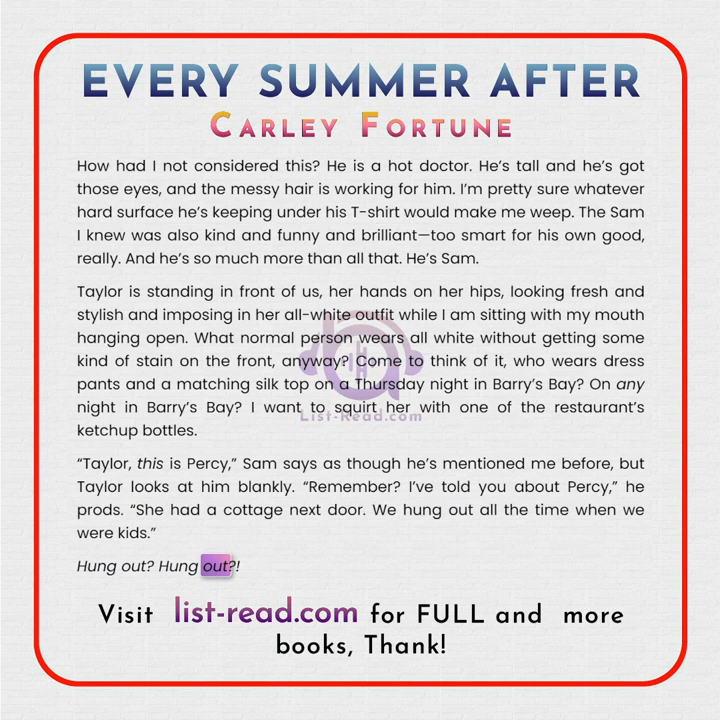 EVERY SUMMER AFTER
CARLEY FORTUNE
How had I not considered this? He is a hot doctor. He’s tall and he’s got
those eyes, and the messy hair is working for him. I’m pretty sure whatever
hard surface he’s keeping under his T-shirt would make me weep. The Sam
I knew was also kind and funny and brilliant—too smart for his own good,
really. And he’s so much more than all that. He’s Sam.
Taylor is standing in front of us, her hands on her hips, looking fresh and
stylish and imposing in her all-white outfit while I am sitting with my mouth
hanging open. What normal person wears all white without getting some
kind of stain on the front, anyway? Come to think of it, who wears dress
pants and a matching silk top on a Thursday night in Barry’s Bay? On any
night in Barry’s Bay? I want to squirt her with one of the restaurant’s
List-Read.com
ketchup bottles.
“Taylor, this is Percy,” Sam says as though he’s mentioned me before, but
Taylor looks at him blankly. “Remember? I’ve told you about Percy,” he
prods. “She had a cottage next door. We hung out all the time when we
were kids.”
Hung out? Hung out?!
Visit list-read.com for FULL and more
books, Thank!